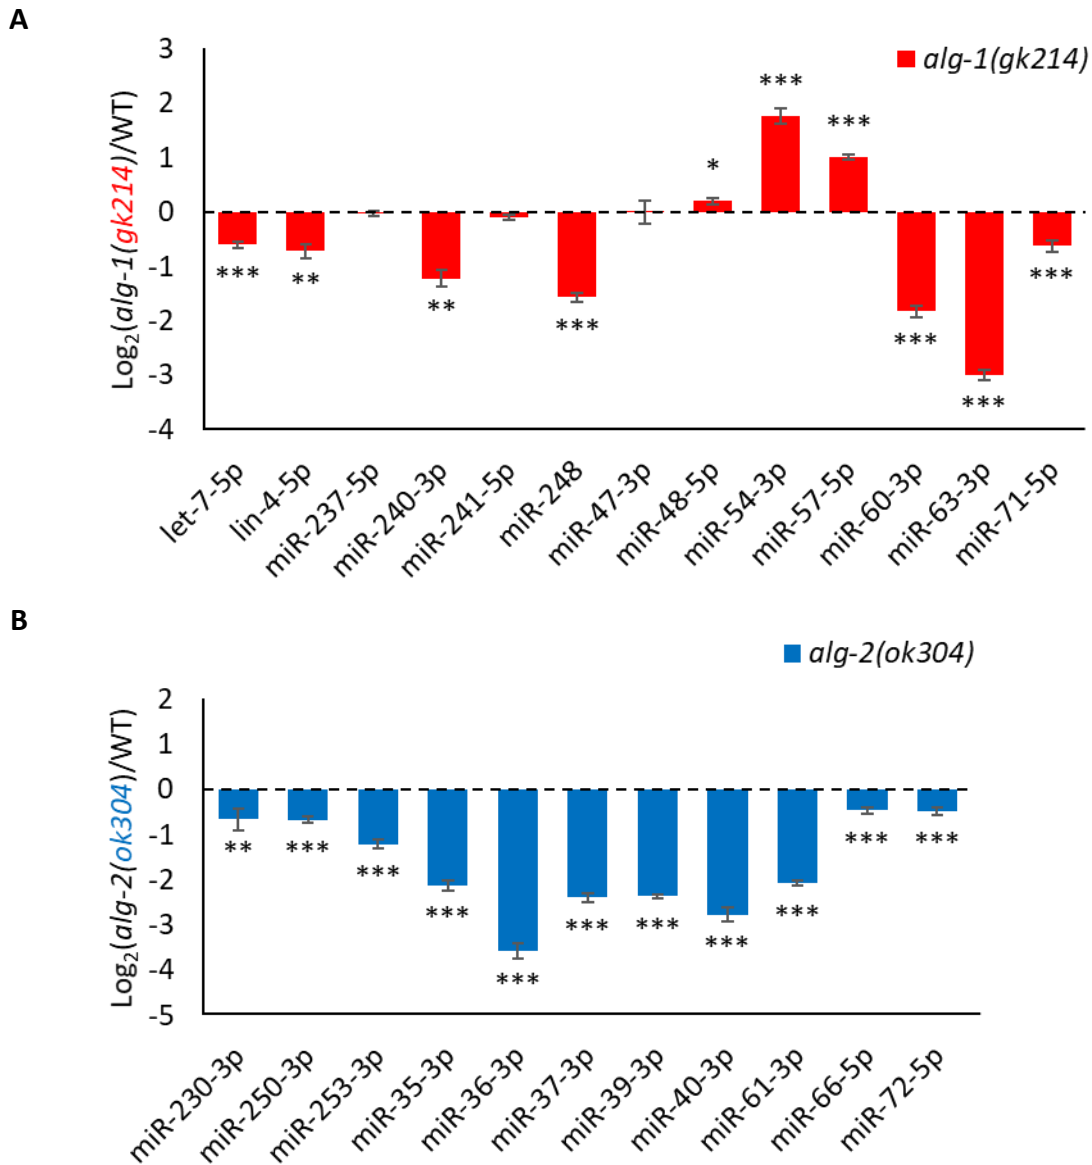 A
alg-1(gk214)
Log₂(alg-1(gk214)/WT)
3
2
1
0
-1
-2
-3
-4
***
**
**
***
*
***
***
***
***
***
let-7-5p
lin-4-5p
miR-237-5p
miR-240-3p
miR-241-5p
miR-248
miR-47-3p
miR-48-5p
miR-54-3p
miR-57-5p
miR-60-3p
miR-63-3p
miR-71-5p
B
alg-2(ok304)
Log₂(alg-2(ok304)/WT)
2
1
0
-1
-2
-3
-4
-5
**
***
***
***
***
***
***
***
***
***
***
miR-230-3p
miR-250-3p
miR-253-3p
miR-35-3p
miR-36-3p
miR-37-3p
miR-39-3p
miR-40-3p
miR-61-3p
miR-66-5p
miR-72-5p